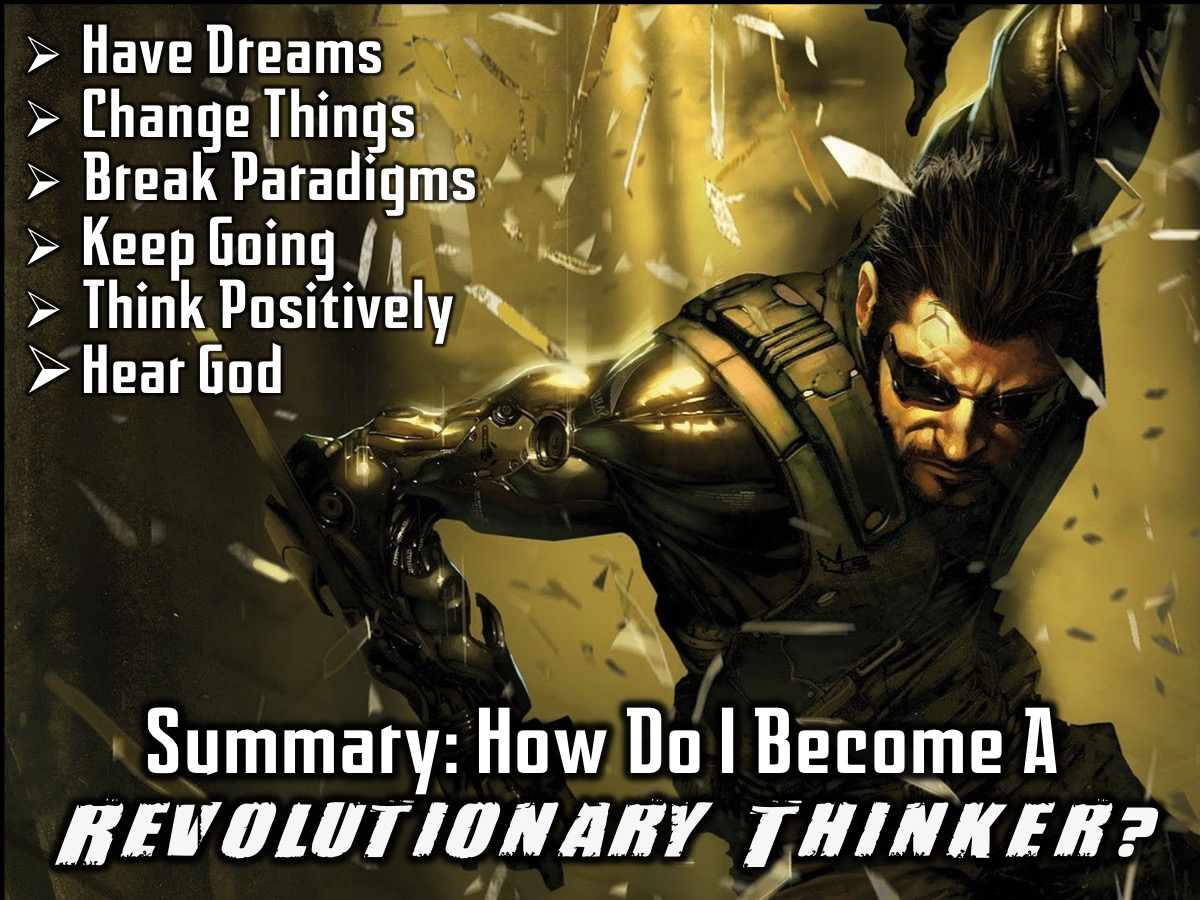 Have Dreams
Change Things
Break Paradigms
Keep Going
Think Positively
Hear God
Summary: How Do I Become A
Revolutionary Thinker?